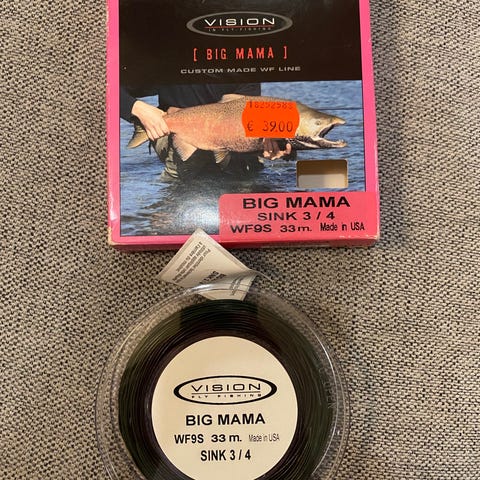 VISION
IN FLY-FISHING
[ BIG MAMA ]
CUSTOM MADE WF LINE
€ 39.00
BIG MAMA
SINK 3 / 4
WF9S 33 m. Made in USA
VISION
FLY FISHING
BIG MAMA
WF9S 33 m. Made in USA
SINK 3 / 4